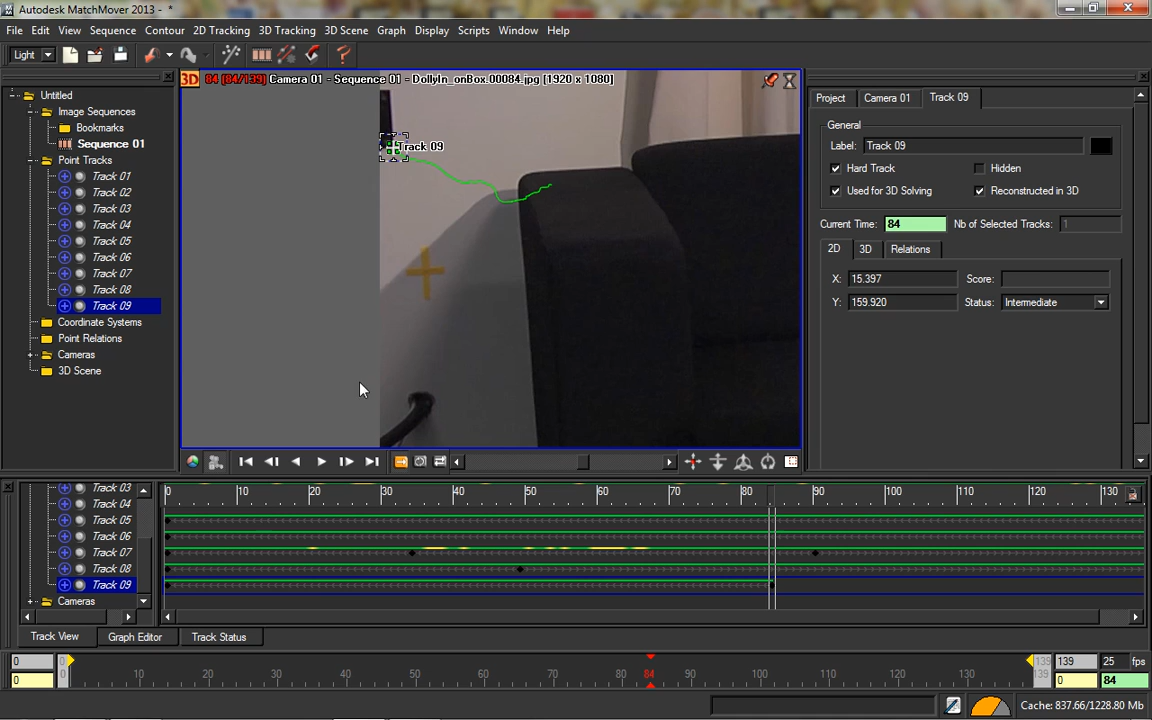 Autodesk MatchMover 2013 - *
File Edit View Sequence Contour 2D Tracking 3D Tracking 3D Scene Graph Display Scripts Window Help
Light
Untitled
Image Sequences
Bookmarks
Sequence 01
Point Tracks
Track 01
Track 02
Track 03
Track 04
Track 05
Track 06
Track 07
Track 08
Track 09
Coordinate Systems
Point Relations
Cameras
3D Scene
3D 84 (84/139) Camera 01 - Sequence 01 - DollyIn_onBox.00084.jpg [1920 x 1080]
Track 09
Project Camera 01 Track 09
General
Label: Track 09
Hard Track Hidden
Used for 3D Solving Reconstructed in 3D
Current Time: 84 Nb of Selected Tracks: 1
2D 3D Relations
X: 15.397 Score:
Y: 159.920 Status: Intermediate
Track 03
Track 04
Track 05
Track 06
Track 07
Track 08
Track 09
Cameras
0 10 20 30 40 50 60 70 80 90 100 110 120 130
Track View Graph Editor Track Status
0 0 139 139 25 fps
0 0 10 20 30 40 50 60 70 80 84 90 100 110 120 130 139 0 84
Cache: 837.66/1228.80 Mb